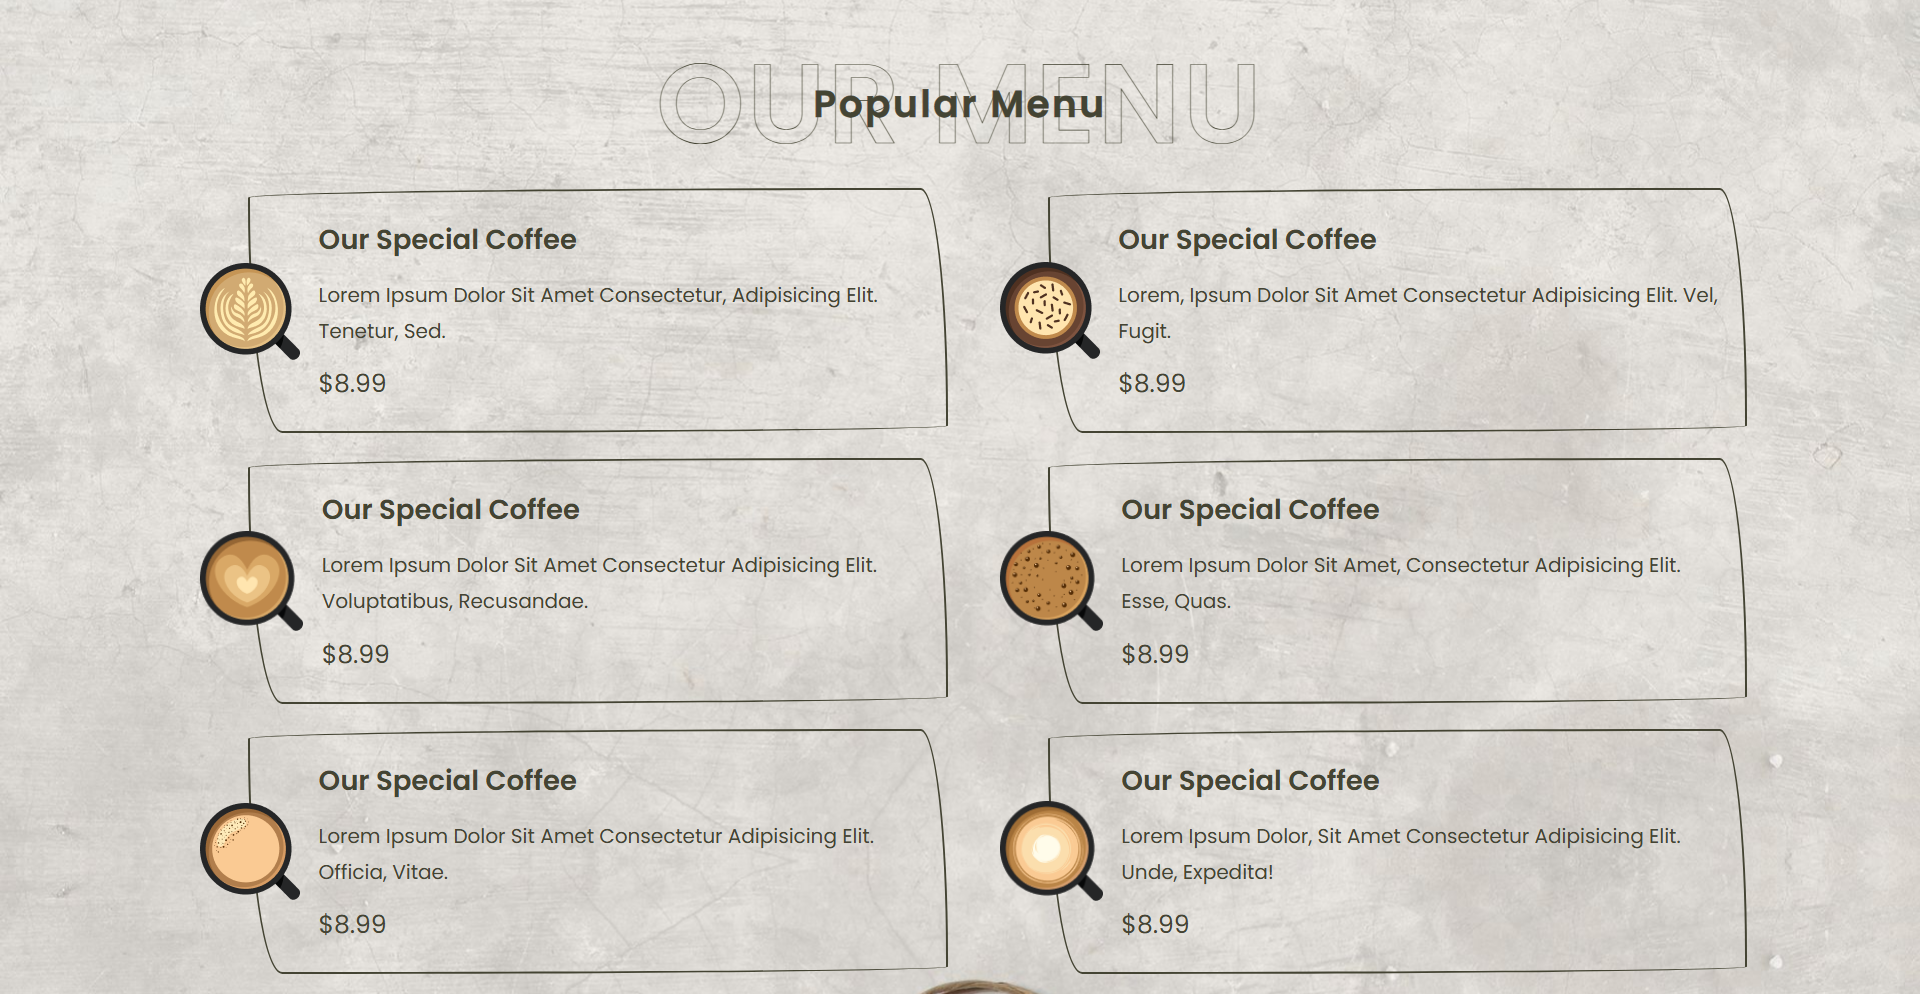 OUR MENU
Popular Menu
Our Special Coffee
Lorem Ipsum Dolor Sit Amet Consectetur, Adipisicing Elit.
Tenetur, Sed.
$8.99
Our Special Coffee
Lorem, Ipsum Dolor Sit Amet Consectetur Adipisicing Elit. Vel,
Fugit.
$8.99
Our Special Coffee
Lorem Ipsum Dolor Sit Amet Consectetur Adipisicing Elit.
Voluptatibus, Recusandae.
$8.99
Our Special Coffee
Lorem Ipsum Dolor Sit Amet, Consectetur Adipisicing Elit.
Esse, Quas.
$8.99
Our Special Coffee
Lorem Ipsum Dolor Sit Amet Consectetur Adipisicing Elit.
Officia, Vitae.
$8.99
Our Special Coffee
Lorem Ipsum Dolor, Sit Amet Consectetur Adipisicing Elit.
Unde, Expedita!
$8.99